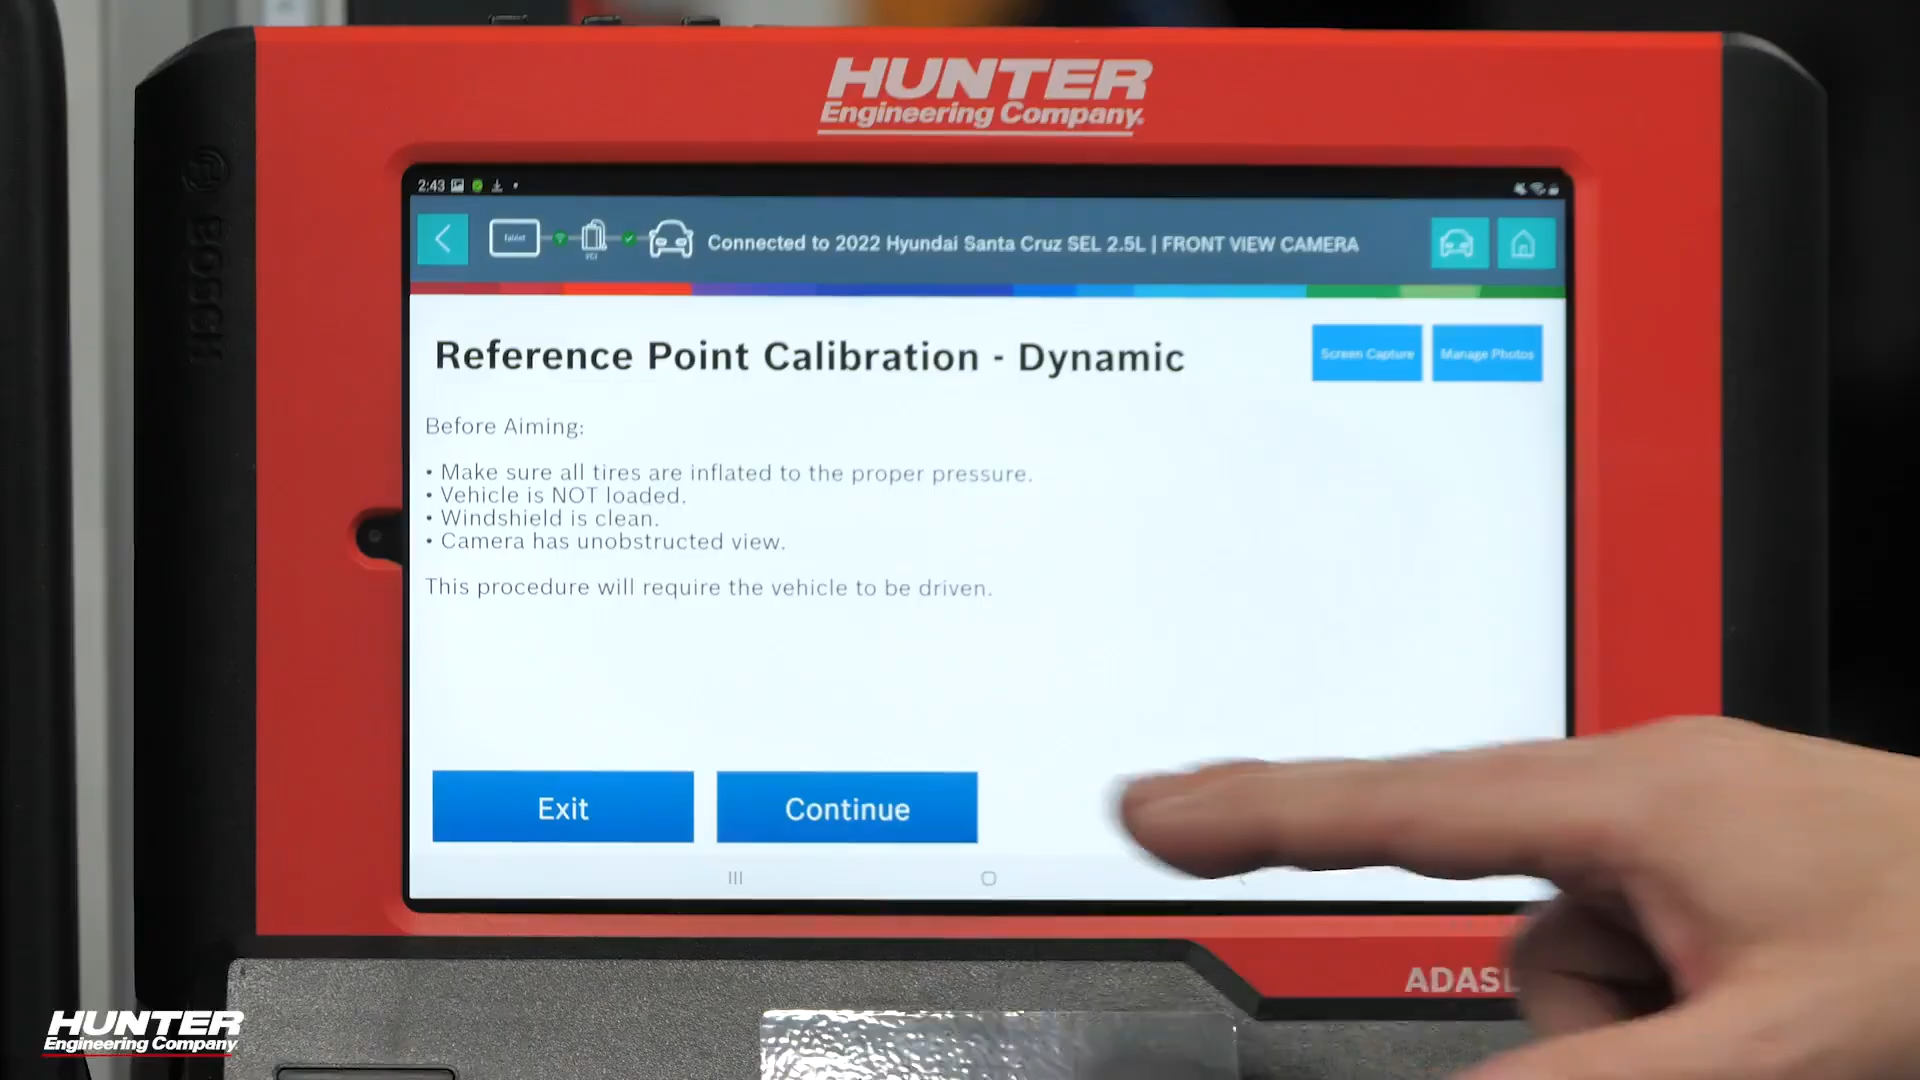 HUNTER
Engineering Company.
BOSCH
2:43
Tablet
VCI
Connected to 2022 Hyundai Santa Cruz SEL 2.5L | FRONT VIEW CAMERA
Reference Point Calibration - Dynamic
Screen Capture
Manage Photos
Before Aiming:
• Make sure all tires are inflated to the proper pressure.
• Vehicle is NOT loaded.
• Windshield is clean.
• Camera has unobstructed view.
This procedure will require the vehicle to be driven.
Exit
Continue
ADASL
HUNTER
Engineering Company